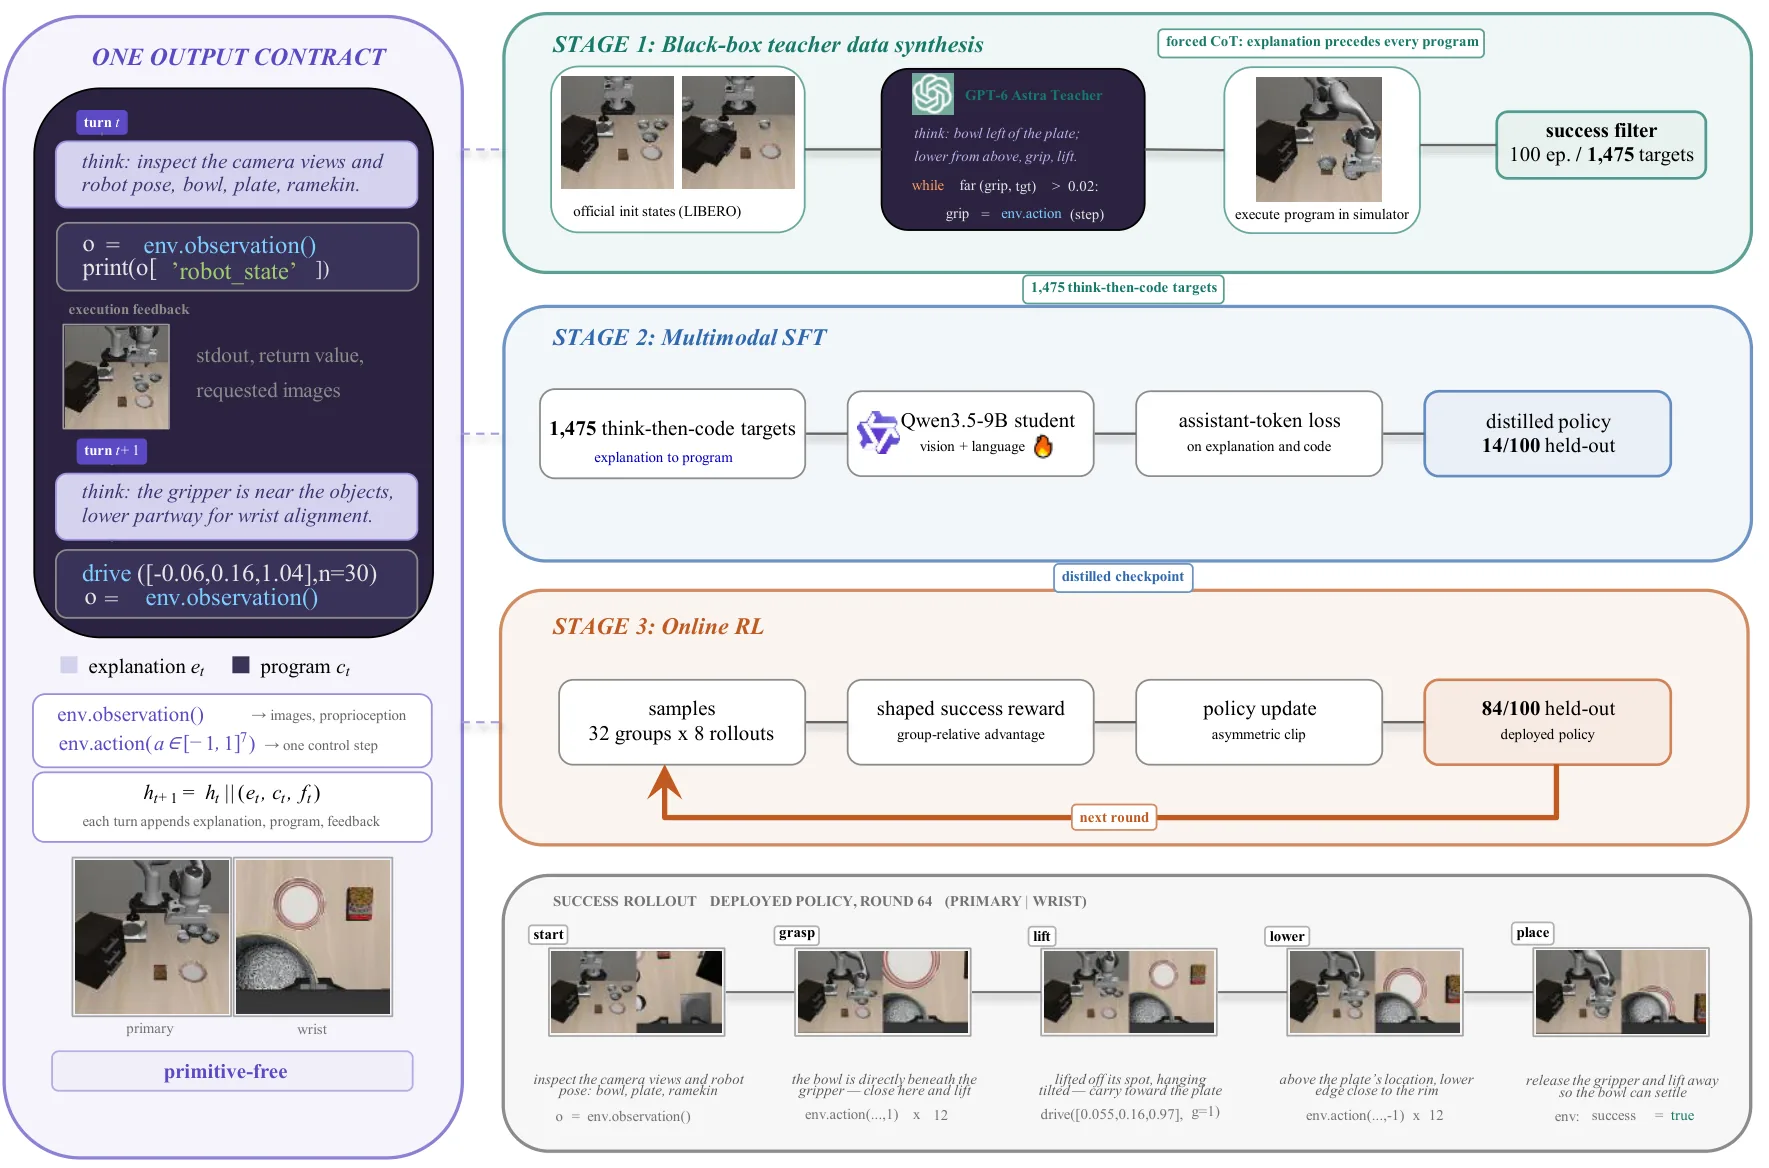 ONE OUTPUT CONTRACT
turn t
think: inspect the camera views and
robot pose, bowl, plate, ramekin.
o = env.observation()
print(o[ ’robot_state’ ])
execution feedback
stdout, return value,
requested images
turn t+ 1
think: the gripper is near the objects,
lower partway for wrist alignment.
drive ([-0.06,0.16,1.04],n=30)
o = env.observation()
explanation e_t program c_t
env.observation() → images, proprioception
env.action(a ∈ [− 1, 1]^7) → one control step
h_{t+1} = h_t || (e_t, c_t, f_t)
each turn appends explanation, program, feedback
primary wrist
primitive-free
STAGE 1: Black-box teacher data synthesis
forced CoT: explanation precedes every program
official init states (LIBERO)
GPT-6 Astra Teacher
think: bowl left of the plate;
lower from above, grip, lift.
while far (grip, tgt) > 0.02:
grip = env.action (step)
execute program in simulator
success filter
100 ep. / 1,475 targets
1,475 think-then-code targets
STAGE 2: Multimodal SFT
1,475 think-then-code targets
explanation to program
Qwen3.5-9B student
vision + language
assistant-token loss
on explanation and code
distilled policy
14/100 held-out
distilled checkpoint
STAGE 3: Online RL
samples
32 groups x 8 rollouts
shaped success reward
group-relative advantage
policy update
asymmetric clip
84/100 held-out
deployed policy
next round
SUCCESS ROLLOUT DEPLOYED POLICY, ROUND 64 (PRIMARY | WRIST)
start
inspect the camera views and robot
pose: bowl, plate, ramekin
o = env.observation()
grasp
the bowl is directly beneath the
gripper — close here and lift
env.action(...,1) x 12
lift
lifted off its spot, hanging
tilted — carry toward the plate
drive([0.055,0.16,0.97], g=1)
lower
above the plate’s location, lower
edge close to the rim
env.action(...,-1) x 12
place
release the gripper and lift away
so the bowl can settle
env: success = true